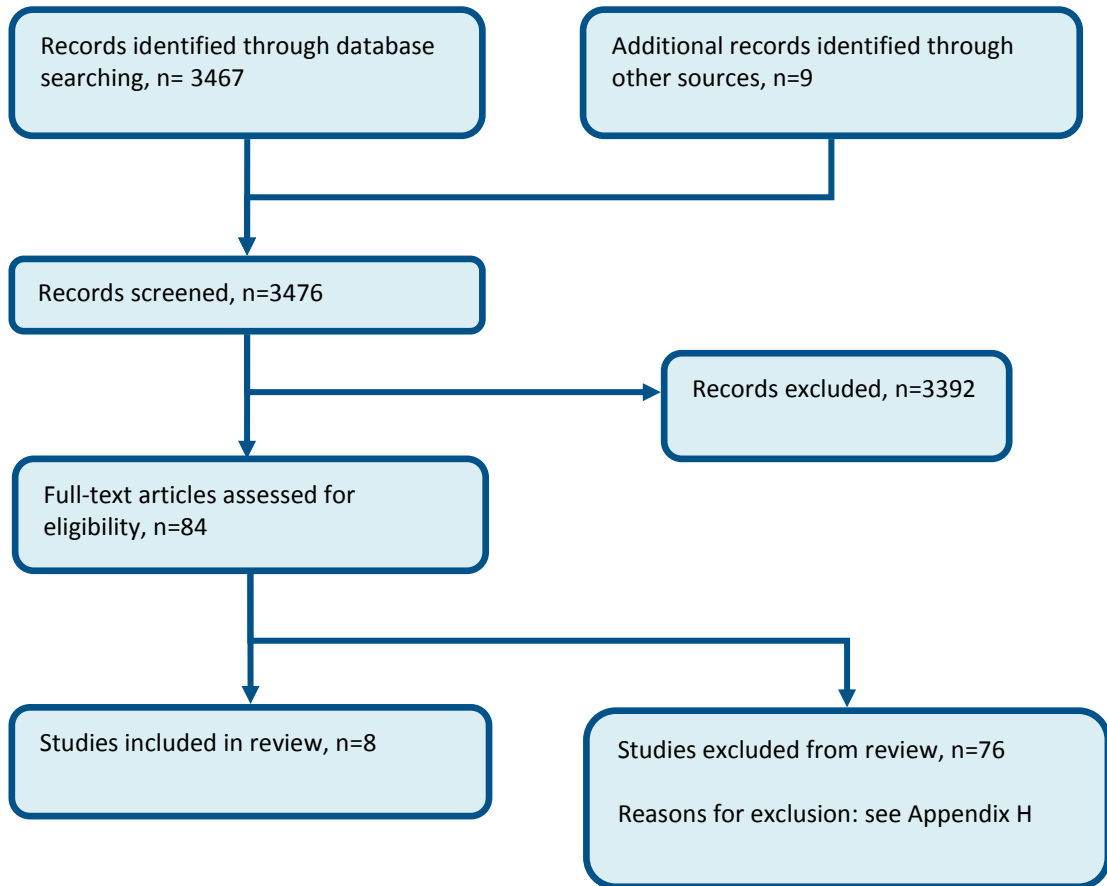 Records identified through database
searching, n= 3467
Additional records identified through
other sources, n=9
Records screened, n=3476
Records excluded, n=3392
Full-text articles assessed for
eligibility, n=84
Studies included in review, n=8
Studies excluded from review, n=76
Reasons for exclusion: see Appendix H